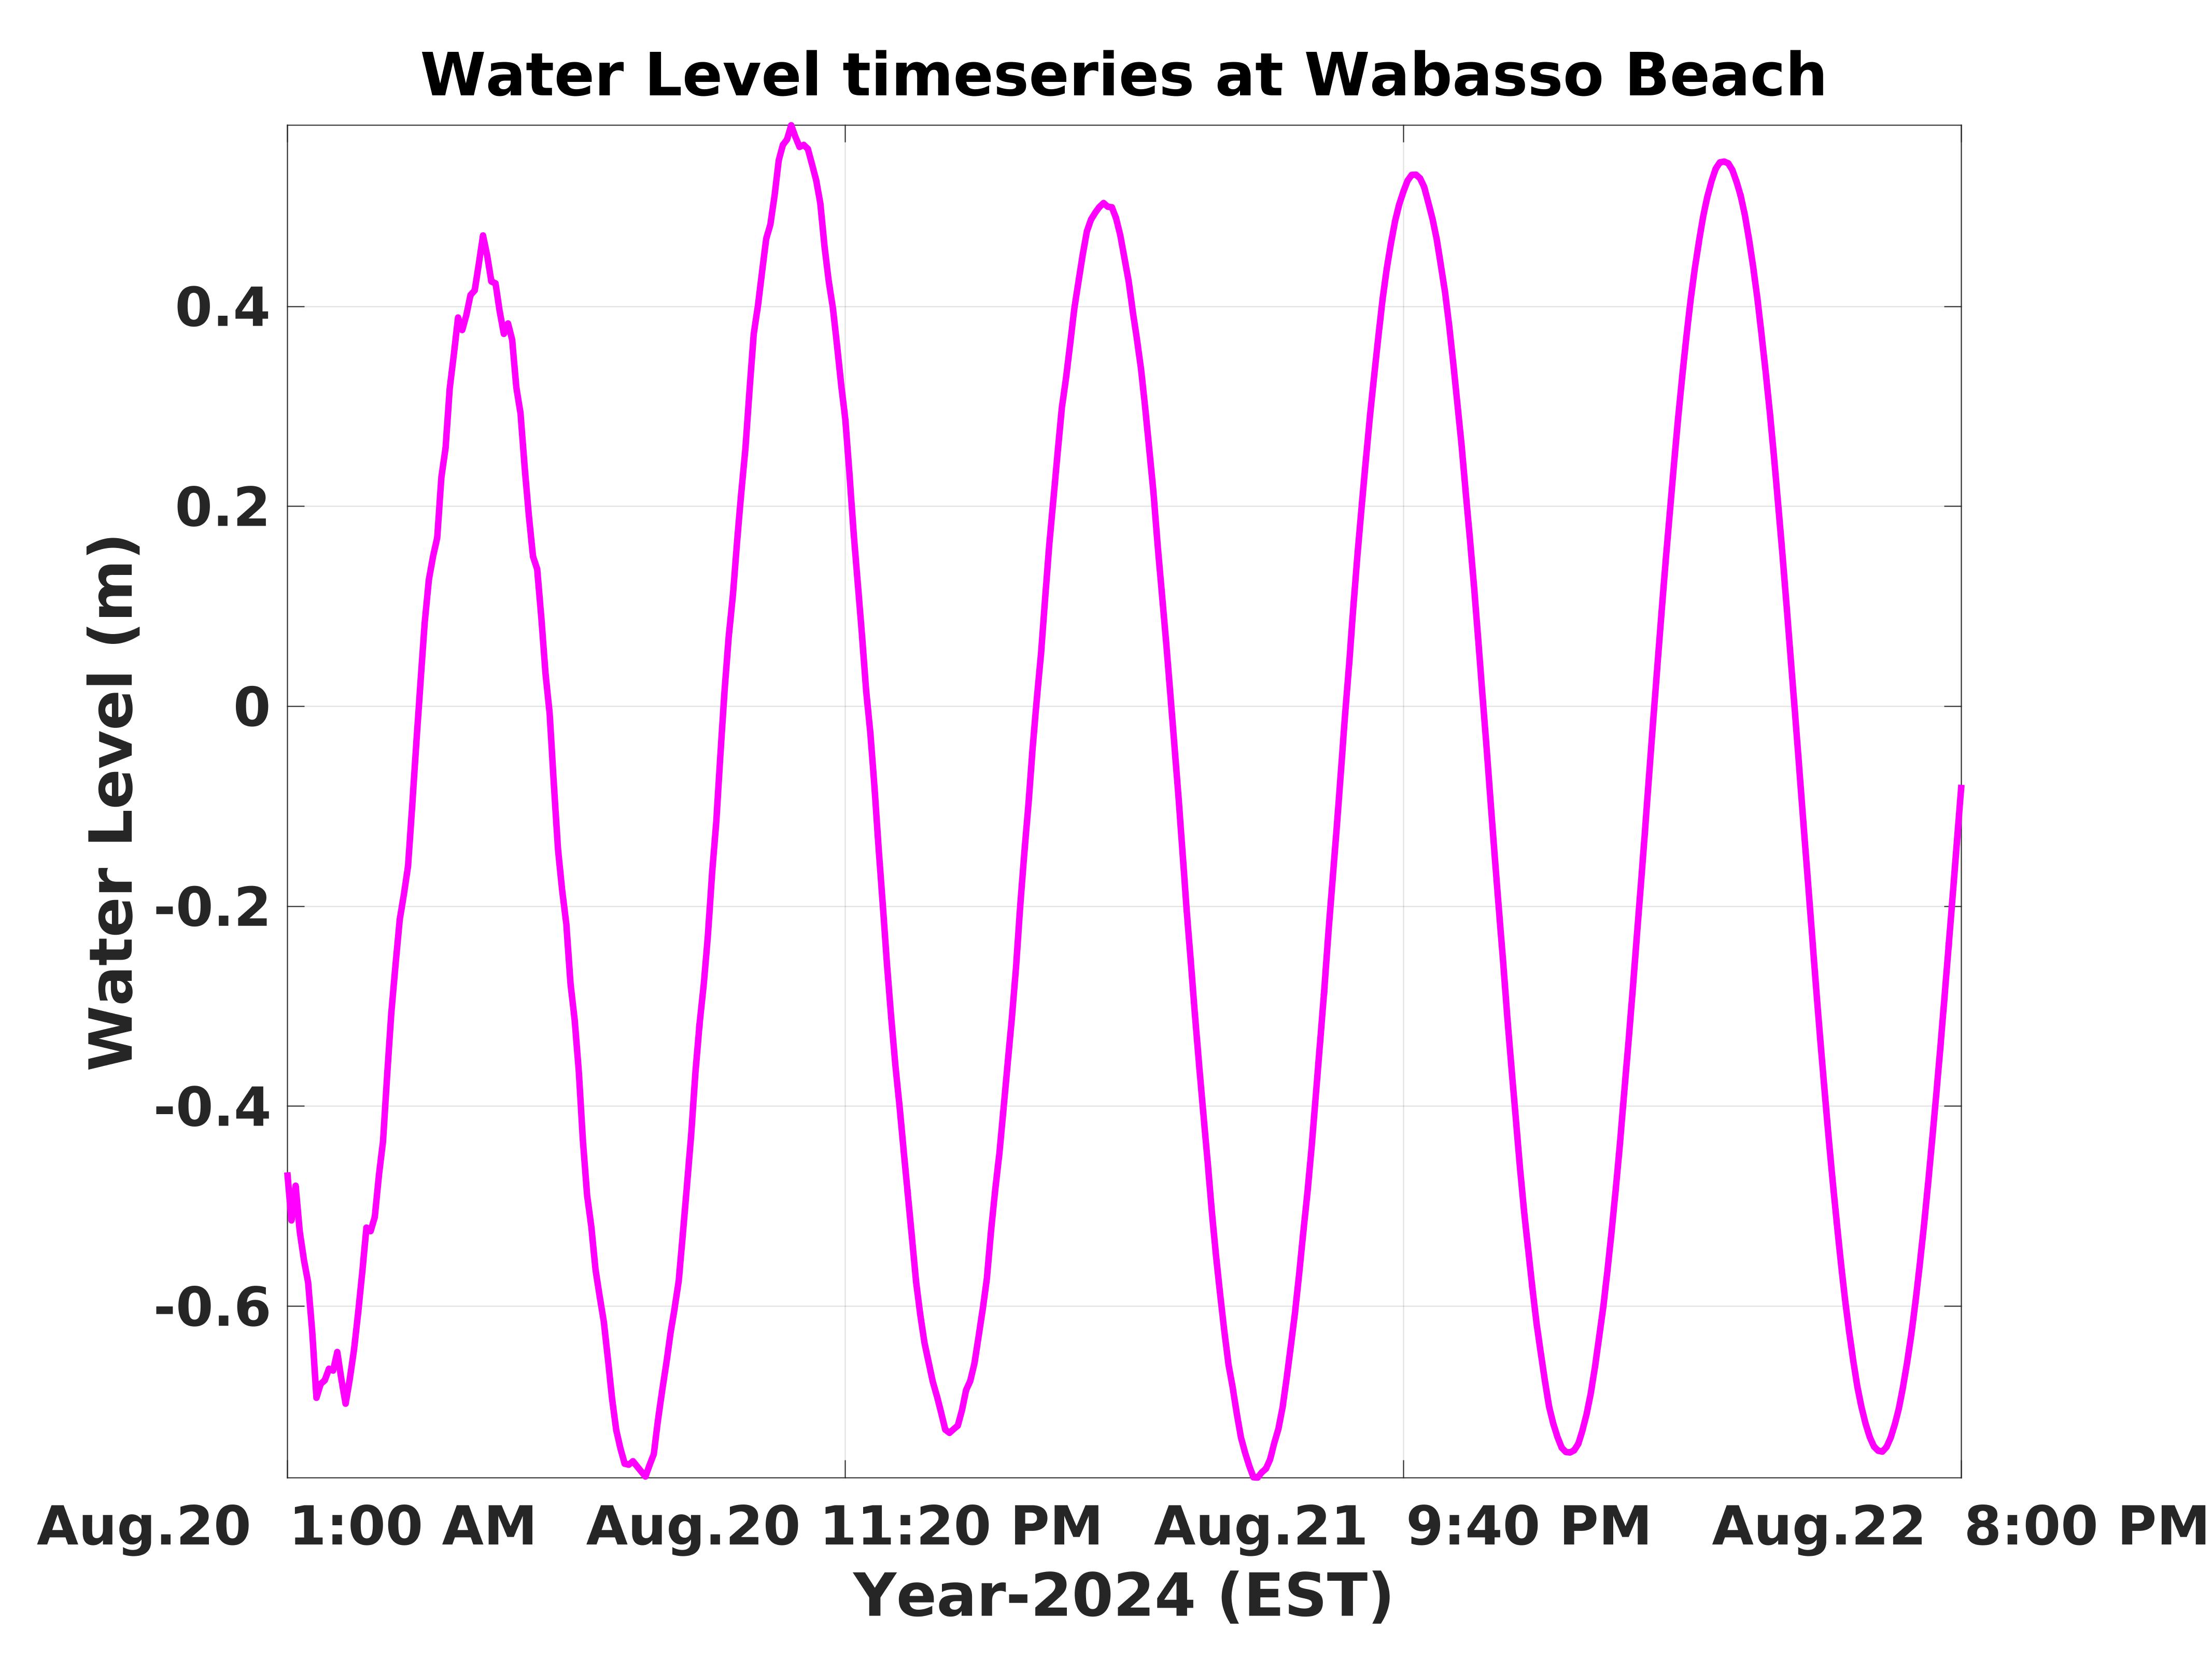 Water Level timeseries at Wabasso Beach
Water Level (m)
0.4
0.2
0
-0.2
-0.4
-0.6
Aug.20 1:00 AM Aug.20 11:20 PM Aug.21 9:40 PM Aug.22 8:00 PM
Year-2024 (EST)